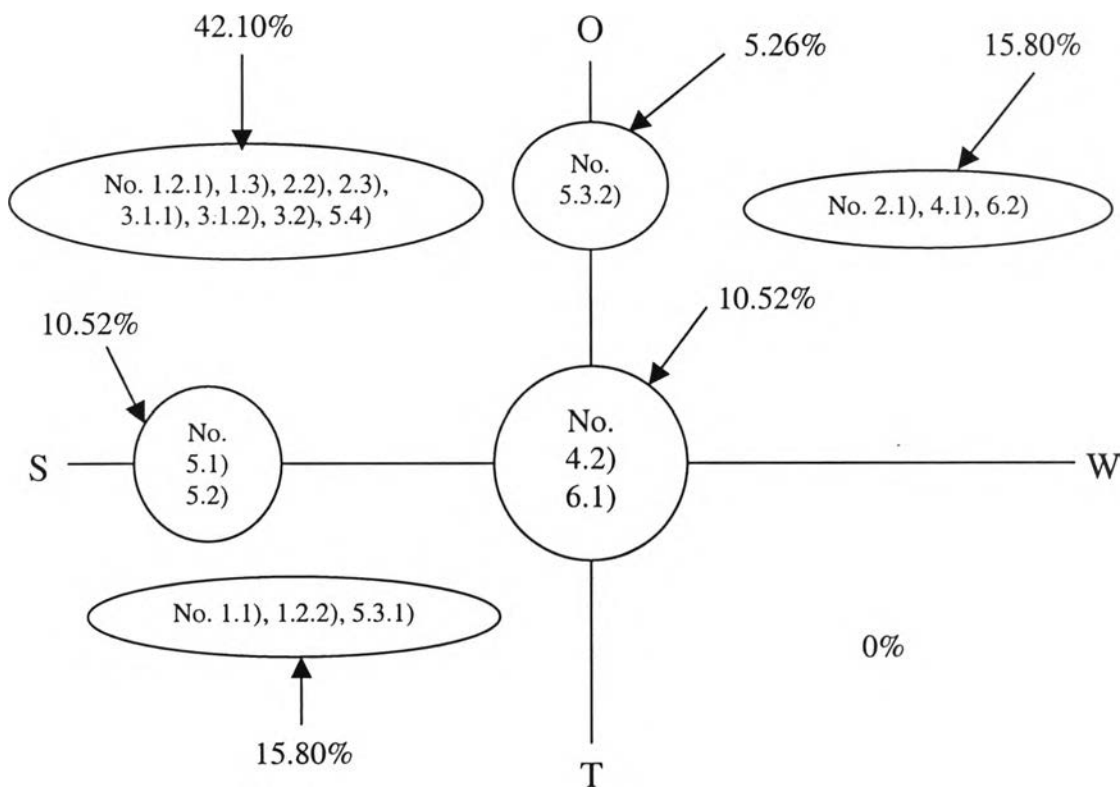 42.10%
O
5.26%
15.80%
No. 1.2.1), 1.3), 2.2), 2.3),
3.1.1), 3.1.2), 3.2), 5.4)
No.
5.3.2)
No. 2.1), 4.1), 6.2)
10.52%
10.52%
S
No.
5.1)
5.2)
No.
4.2)
6.1)
W
No. 1.1), 1.2.2), 5.3.1)
0%
15.80%
T